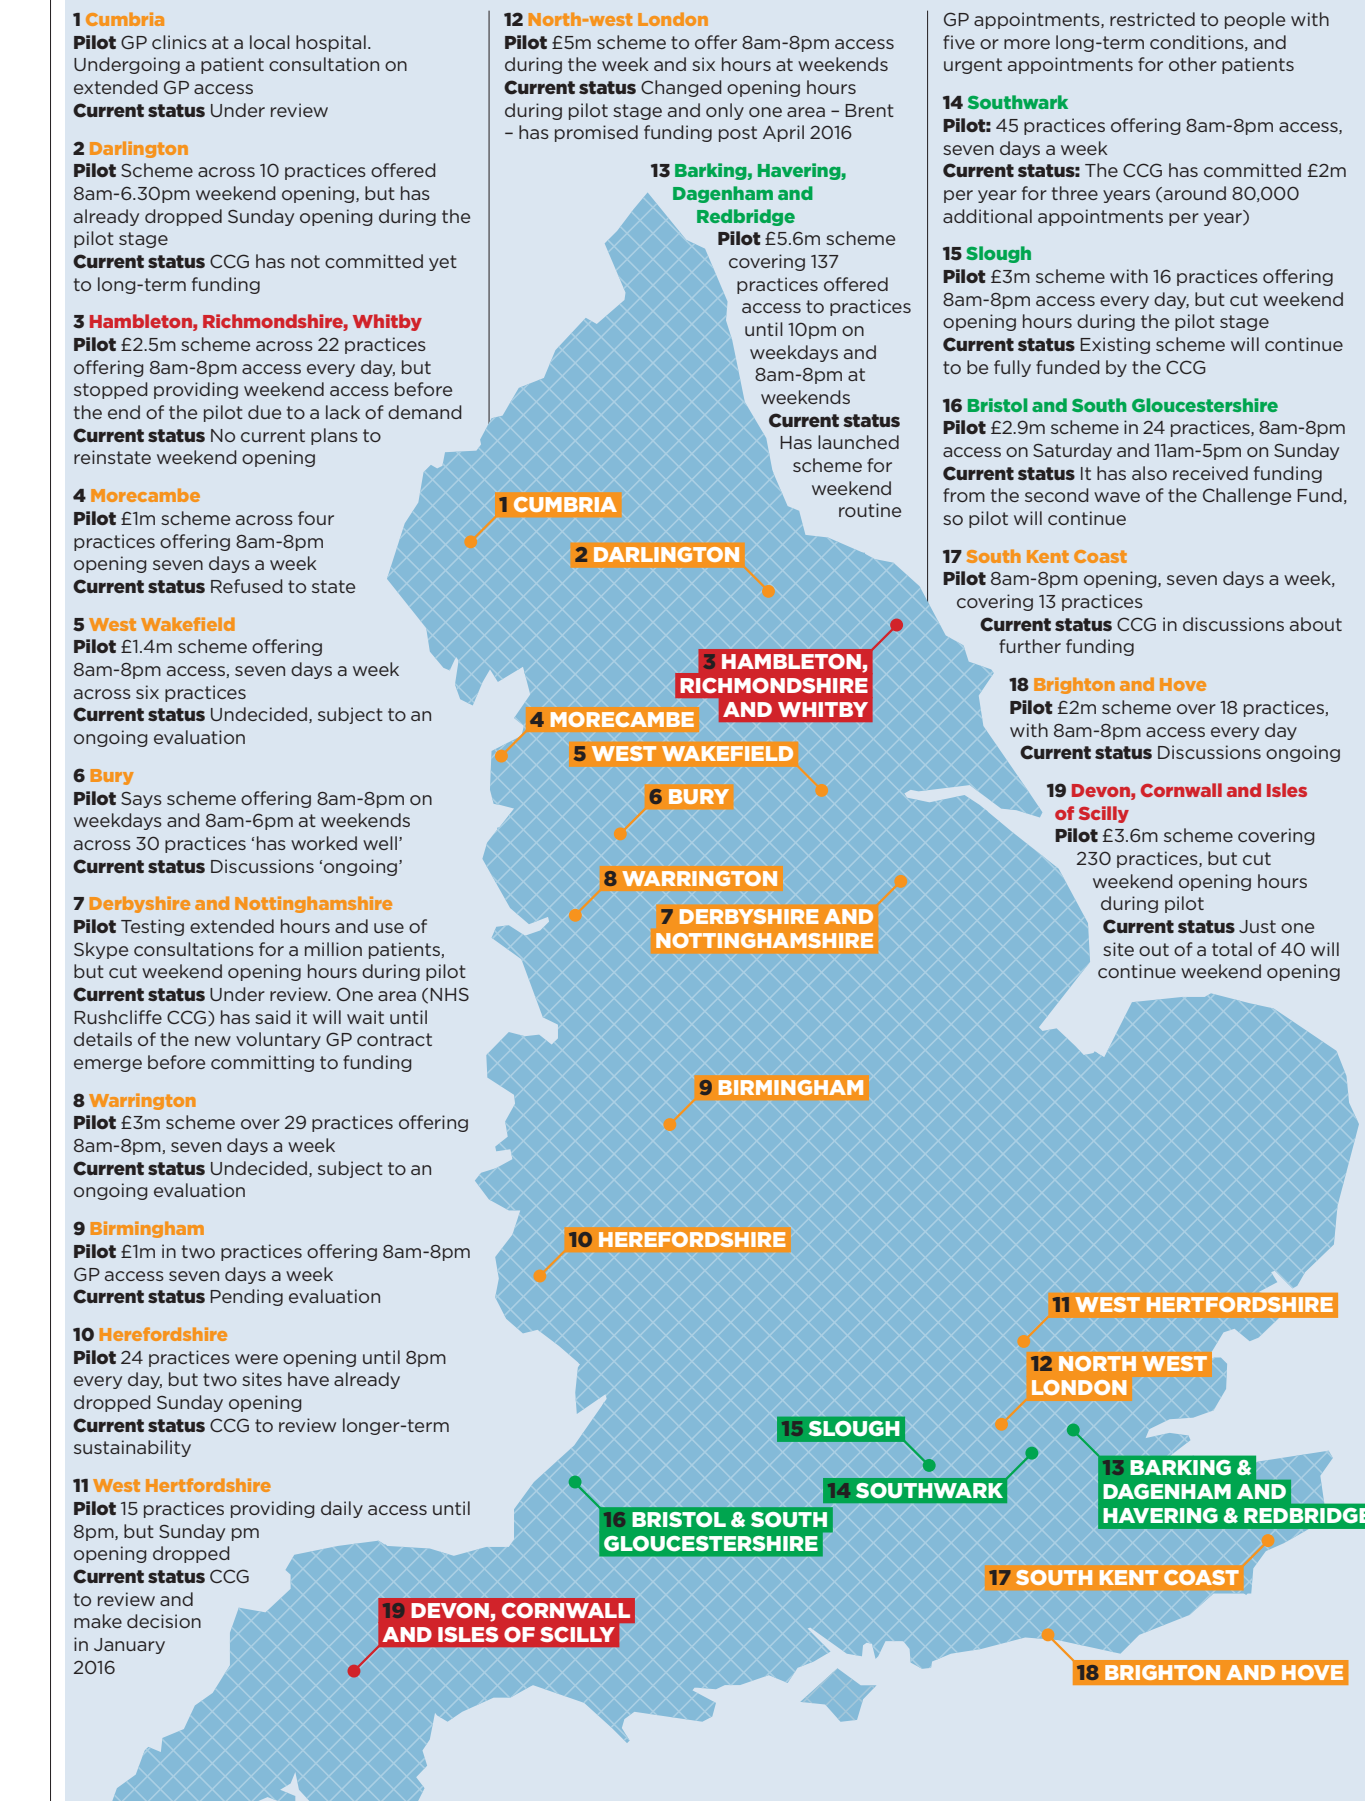 1 Cumbria
Pilot GP clinics at a local hospital.
Undergoing a patient consultation on
extended GP access
Current status Under review
2 Darlington
Pilot Scheme across 10 practices offered
8am-6.30pm weekend opening, but has
already dropped Sunday opening during the
pilot stage
Current status CCG has not committed yet
to long-term funding
3 Hambleton, Richmondshire, Whitby
Pilot £2.5m scheme across 22 practices
offering 8am-8pm access every day, but
stopped providing weekend access before
the end of the pilot due to a lack of demand
Current status No current plans to
reinstate weekend opening
4 Morecambe
Pilot £1m scheme across four
practices offering 8am-8pm
opening seven days a week
Current status Refused to state
5 West Wakefield
Pilot £1.4m scheme offering
8am-8pm access, seven days a week
across six practices
Current status Undecided, subject to an
ongoing evaluation
6 Bury
Pilot Says scheme offering 8am-8pm on
weekdays and 8am-6pm at weekends
across 30 practices ‘has worked well’
Current status Discussions ‘ongoing’
7 Derbyshire and Nottinghamshire
Pilot Testing extended hours and use of
Skype consultations for a million patients,
but cut weekend opening hours during pilot
Current status Under review. One area (NHS
Rushcliffe CCG) has said it will wait until
details of the new voluntary GP contract
emerge before committing to funding
8 Warrington
Pilot £3m scheme over 29 practices offering
8am-8pm, seven days a week
Current status Undecided, subject to an
ongoing evaluation
9 Birmingham
Pilot £1m in two practices offering 8am-8pm
GP access seven days a week
Current status Pending evaluation
10 Herefordshire
Pilot 24 practices were opening until 8pm
every day, but two sites have already
dropped Sunday opening
Current status CCG to review longer-term
sustainability
11 West Hertfordshire
Pilot 15 practices providing daily access until
8pm, but Sunday pm
opening dropped
Current status CCG
to review and
make decision
in January
2016
12 North-west London
Pilot £5m scheme to offer 8am-8pm access
during the week and six hours at weekends
Current status Changed opening hours
during pilot stage and only one area – Brent
– has promised funding post April 2016
13 Barking, Havering,
Dagenham and
Redbridge
Pilot £5.6m scheme
covering 137
practices offered
access to practices
until 10pm on
weekdays and
8am-8pm at
weekends
Current status
Has launched
scheme for
weekend
routine
GP appointments, restricted to people with
five or more long-term conditions, and
urgent appointments for other patients
14 Southwark
Pilot: 45 practices offering 8am-8pm access,
seven days a week
Current status: The CCG has committed £2m
per year for three years (around 80,000
additional appointments per year)
15 Slough
Pilot £3m scheme with 16 practices offering
8am-8pm access every day, but cut weekend
opening hours during the pilot stage
Current status Existing scheme will continue
to be fully funded by the CCG
16 Bristol and South Gloucestershire
Pilot £2.9m scheme in 24 practices, 8am-8pm
access on Saturday and 11am-5pm on Sunday
Current status It has also received funding
from the second wave of the Challenge Fund,
so pilot will continue
17 South Kent Coast
Pilot 8am-8pm opening, seven days a week,
covering 13 practices
Current status CCG in discussions about
further funding
18 Brighton and Hove
Pilot £2m scheme over 18 practices,
with 8am-8pm access every day
Current status Discussions ongoing
19 Devon, Cornwall and Isles
of Scilly
Pilot £3.6m scheme covering
230 practices, but cut
weekend opening hours
during pilot
Current status Just one
site out of a total of 40 will
continue weekend opening
1 CUMBRIA
2 DARLINGTON
3 HAMBLETON,
RICHMONDSHIRE
AND WHITBY
4 MORECAMBE
5 WEST WAKEFIELD
6 BURY
8 WARRINGTON
7 DERBYSHIRE AND
NOTTINGHAMSHIRE
9 BIRMINGHAM
10 HEREFORDSHIRE
11 WEST HERTFORDSHIRE
12 NORTH WEST
LONDON
15 SLOUGH
14 SOUTHWARK
13 BARKING &
DAGENHAM AND
HAVERING & REDBRIDGE
16 BRISTOL & SOUTH
GLOUCESTERSHIRE
17 SOUTH KENT COAST
19 DEVON, CORNWALL
AND ISLES OF SCILLY
18 BRIGHTON AND HOVE